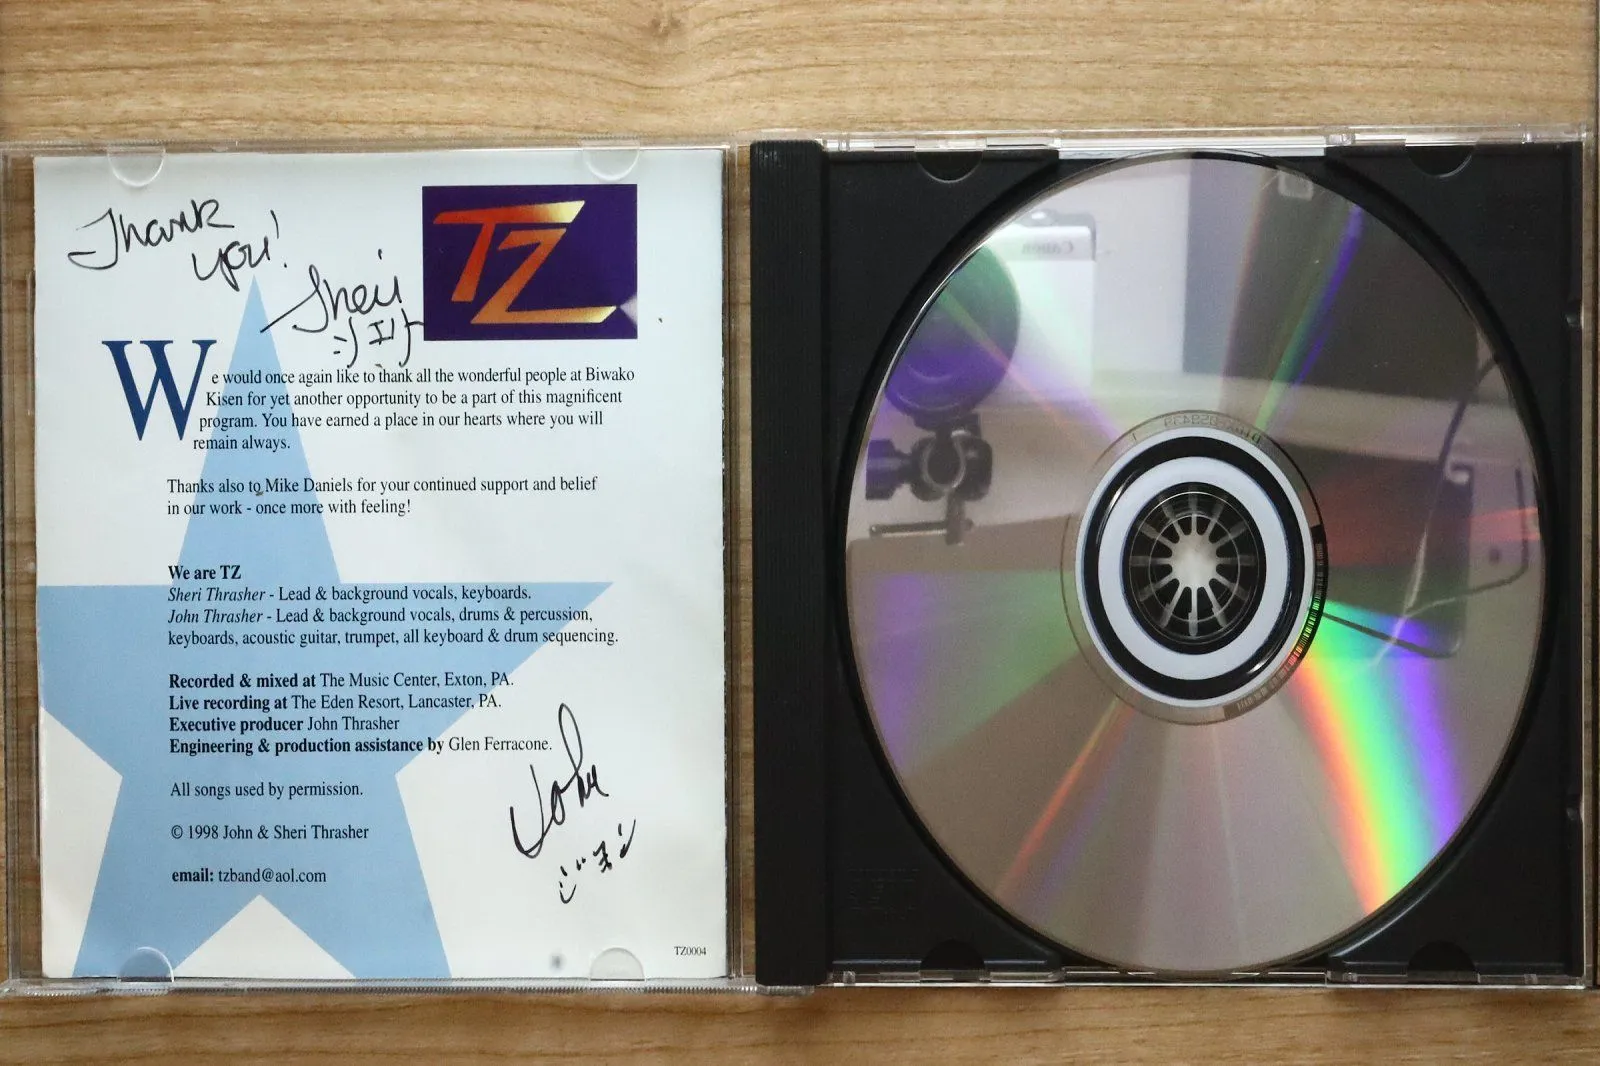 Thank
you!
Sheri
シェリー
TZ
We would once again like to thank all the wonderful people at Biwako
Kisen for yet another opportunity to be a part of this magnificent
program. You have earned a place in our hearts where you will
remain always.
Thanks also to Mike Daniels for your continued support and belief
in our work - once more with feeling!
We are TZ
Sheri Thrasher - Lead & background vocals, keyboards.
John Thrasher - Lead & background vocals, drums & percussion,
keyboards, acoustic guitar, trumpet, all keyboard & drum sequencing.
Recorded & mixed at The Music Center, Exton, PA.
Live recording at The Eden Resort, Lancaster, PA.
Executive producer John Thrasher
Engineering & production assistance by Glen Ferracone.
All songs used by permission.
© 1998 John & Sheri Thrasher
email: tzband@aol.com
John
ジョン
TZ0004
Canon